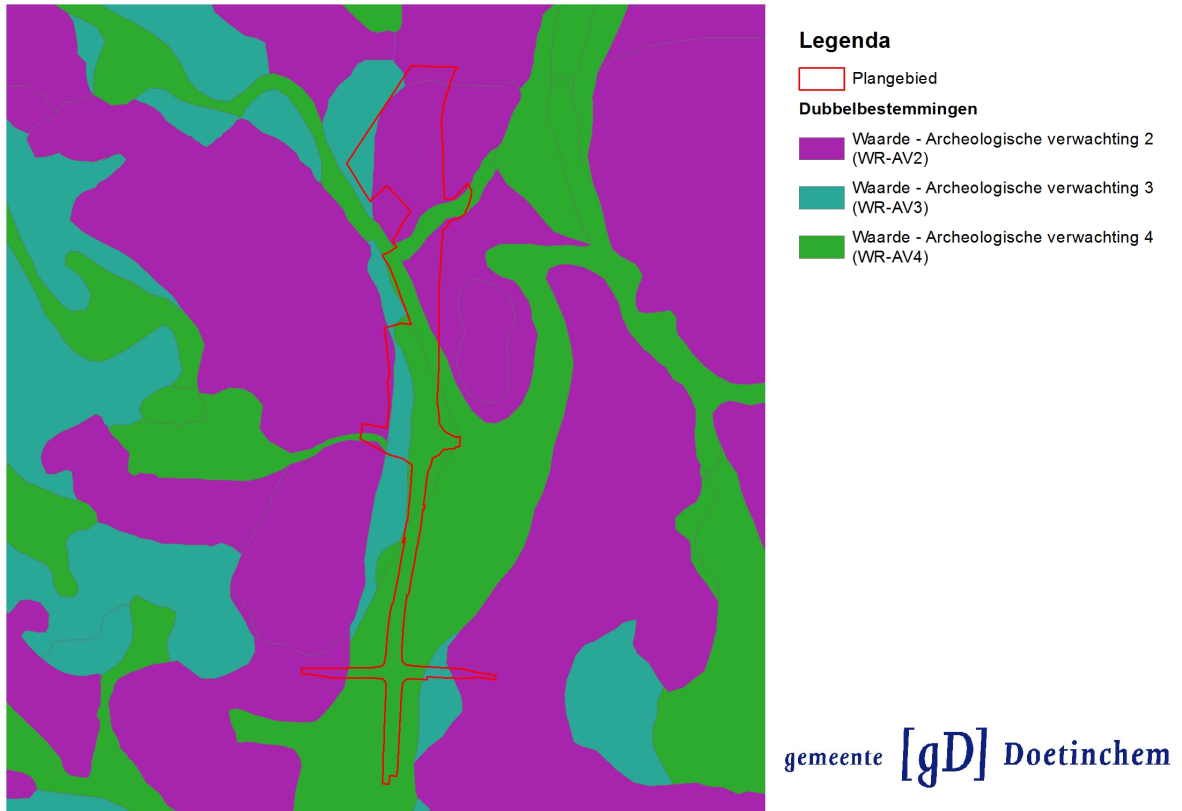 Legenda
Plangebied
Dubbelbestemmingen
Waarde - Archeologische verwachting 2
(WR-AV2)
Waarde - Archeologische verwachting 3
(WR-AV3)
Waarde - Archeologische verwachting 4
(WR-AV4)
gemeente [gD] Doetinchem